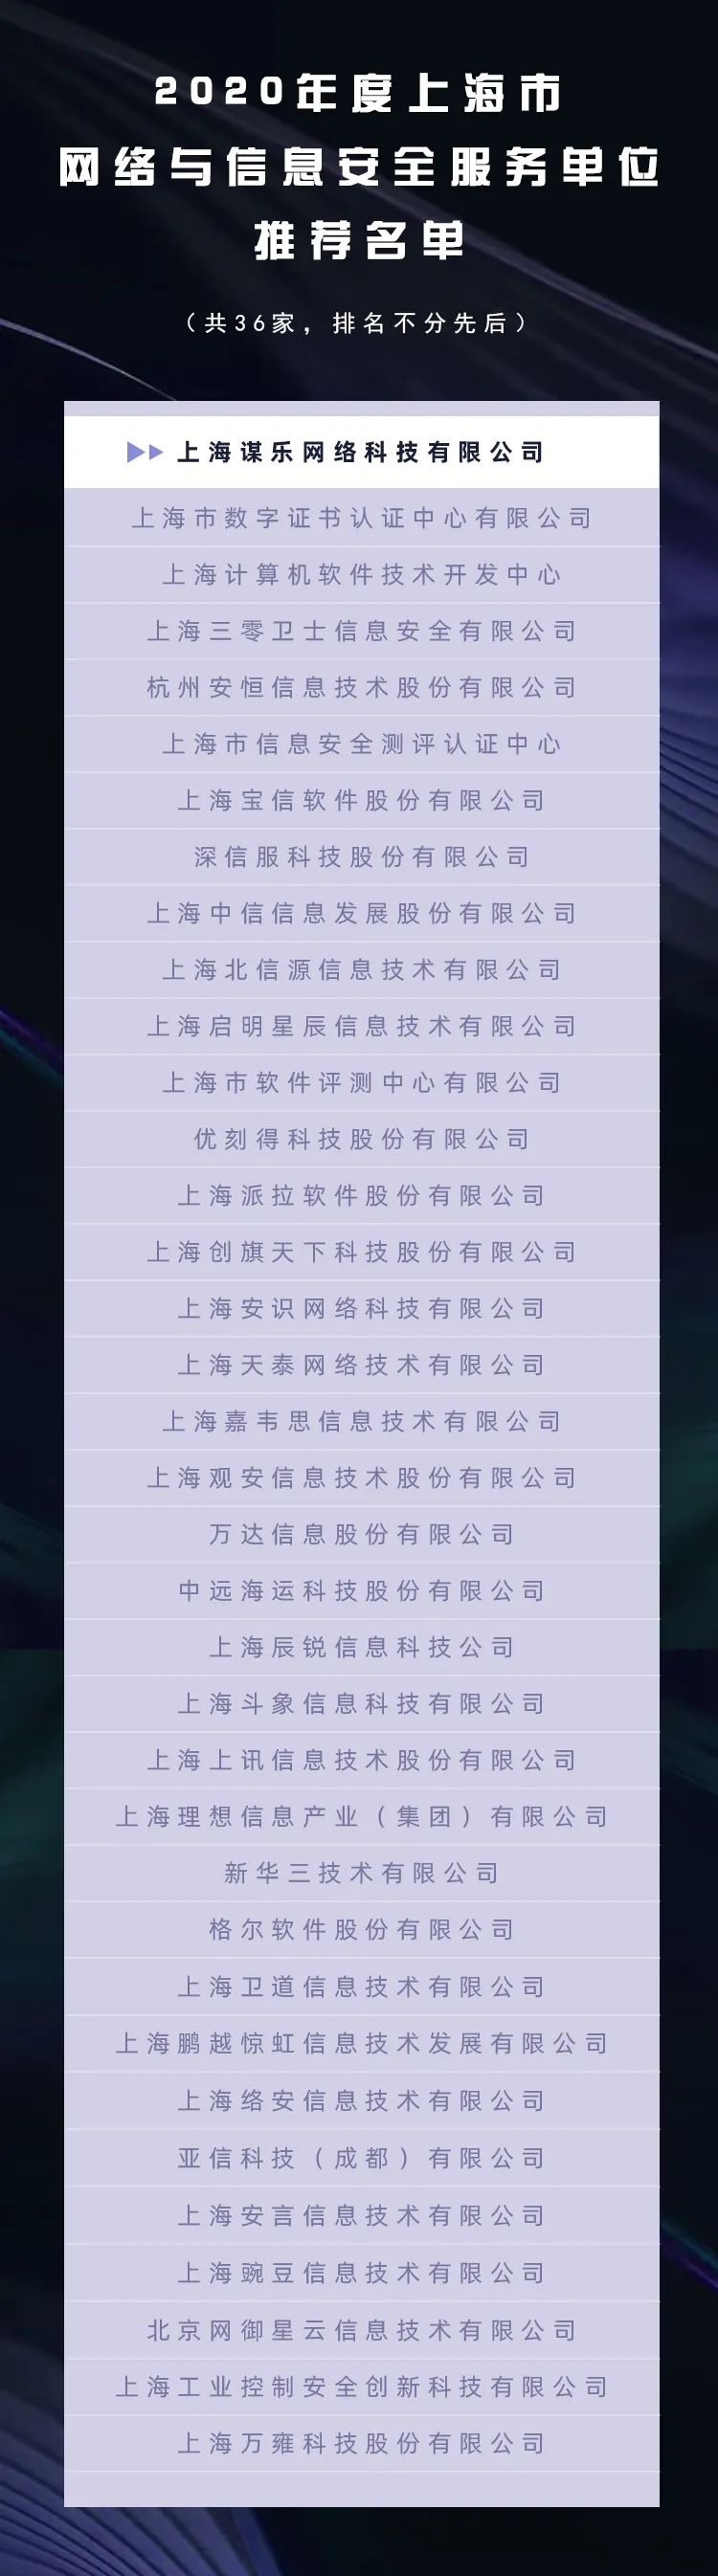 2020年度上海市
网络与信息安全服务单位
推荐名单
（共36家，排名不分先后）
上海谋乐网络科技有限公司
上海市数字证书认证中心有限公司
上海计算机软件技术开发中心
上海三零卫士信息安全有限公司
杭州安恒信息技术股份有限公司
上海市信息安全测评认证中心
上海宝信软件股份有限公司
深信服科技股份有限公司
上海中信信息发展股份有限公司
上海北信源信息技术有限公司
上海启明星辰信息技术有限公司
上海市软件评测中心有限公司
优刻得科技股份有限公司
上海派拉软件股份有限公司
上海创旗天下科技股份有限公司
上海安识网络科技有限公司
上海天泰网络技术有限公司
上海嘉韦思信息技术有限公司
上海观安信息技术股份有限公司
万达信息股份有限公司
中远海运科技股份有限公司
上海辰锐信息科技公司
上海斗象信息科技有限公司
上海上讯信息技术股份有限公司
上海理想信息产业（集团）有限公司
新华三技术有限公司
格尔软件股份有限公司
上海卫道信息技术有限公司
上海鹏越惊虹信息技术发展有限公司
上海络安信息技术有限公司
亚信科技（成都）有限公司
上海安言信息技术有限公司
上海豌豆信息技术有限公司
北京网御星云信息技术有限公司
上海工业控制安全创新科技有限公司
上海万雍科技股份有限公司